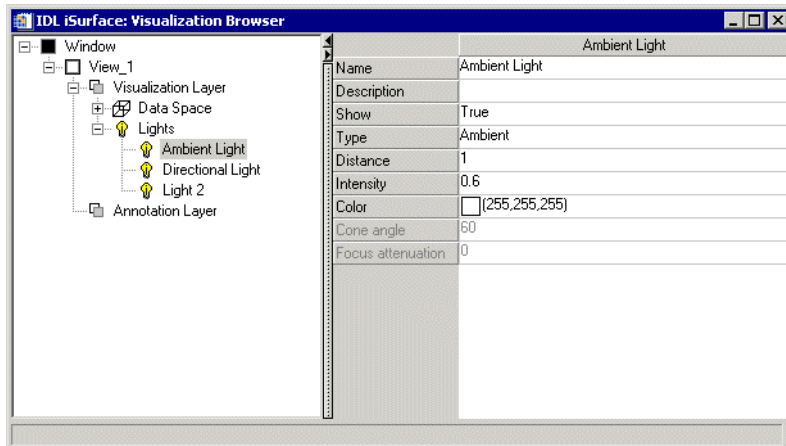 IDL iSurface: Visualization Browser
Window
View_1
Visualization Layer
Data Space
Lights
Ambient Light
Directional Light
Light 2
Annotation Layer
Ambient Light
Name Ambient Light
Description
Show True
Type Ambient
Distance 1
Intensity 0.6
Color (255,255,255)
Cone angle 60
Focus attenuation 0